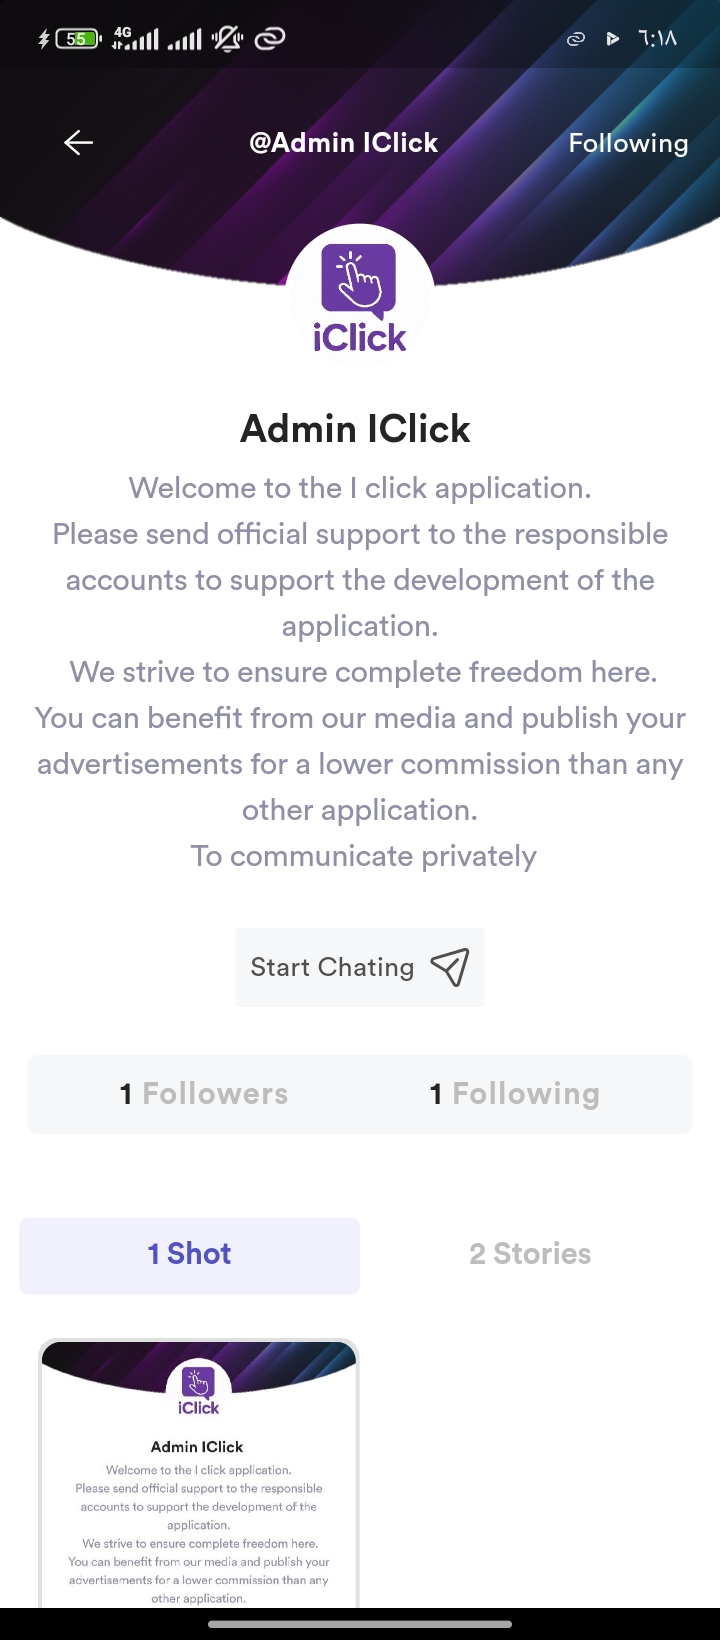 55 4G ٦:١٨
@Admin IClick Following
iClick
Admin IClick
Welcome to the I click application.
Please send official support to the responsible
accounts to support the development of the
application.
We strive to ensure complete freedom here.
You can benefit from our media and publish your
advertisements for a lower commission than any
other application.
To communicate privately
Start Chating
1 Followers 1 Following
1 Shot 2 Stories
iClick
Admin IClick
Welcome to the I click application.
Please send official support to the responsible
accounts to support the development of the
application.
We strive to ensure complete freedom here.
You can benefit from our media and publish your
advertisements for a lower commission than any
other application.